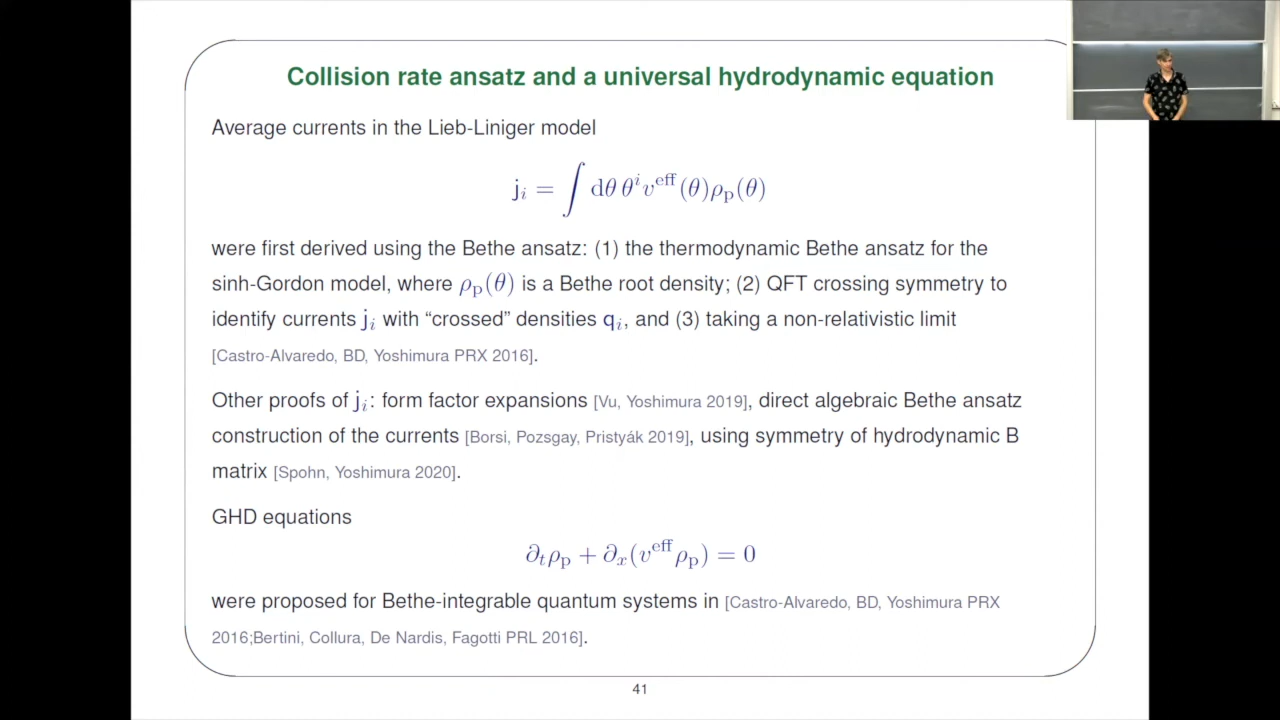 Collision rate ansatz and a universal hydrodynamic equation
Average currents in the Lieb-Liniger model
j_i = ∫ dθ θ^i v^eff(θ)ρ_p(θ)
were first derived using the Bethe ansatz: (1) the thermodynamic Bethe ansatz for the
sinh-Gordon model, where ρ_p(θ) is a Bethe root density; (2) QFT crossing symmetry to
identify currents j_i with “crossed” densities q_i, and (3) taking a non-relativistic limit
[Castro-Alvaredo, BD, Yoshimura PRX 2016].
Other proofs of j_i: form factor expansions [Vu, Yoshimura 2019], direct algebraic Bethe ansatz
construction of the currents [Borsi, Pozsgay, Pristyák 2019], using symmetry of hydrodynamic B
matrix [Spohn, Yoshimura 2020].
GHD equations
∂_tρ_p + ∂_x(v^effρ_p) = 0
were proposed for Bethe-integrable quantum systems in [Castro-Alvaredo, BD, Yoshimura PRX
2016;Bertini, Collura, De Nardis, Fagotti PRL 2016].
41